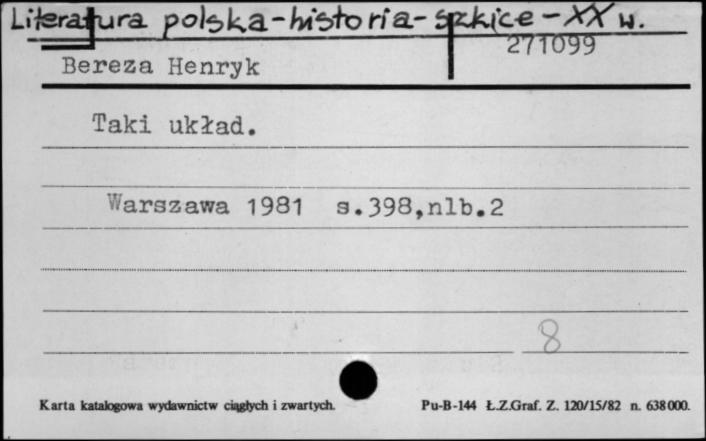 Literatura polska-historia-szkice-XX w.
271099
Bereza Henryk
Taki układ.
Warszawa 1981 s.398,nlb.2
8
Karta katalogowa wydawnictw ciągłych i zwartych. Pu-B-144 Ł.Z.Graf. Z. 120/15/82 n. 638000.